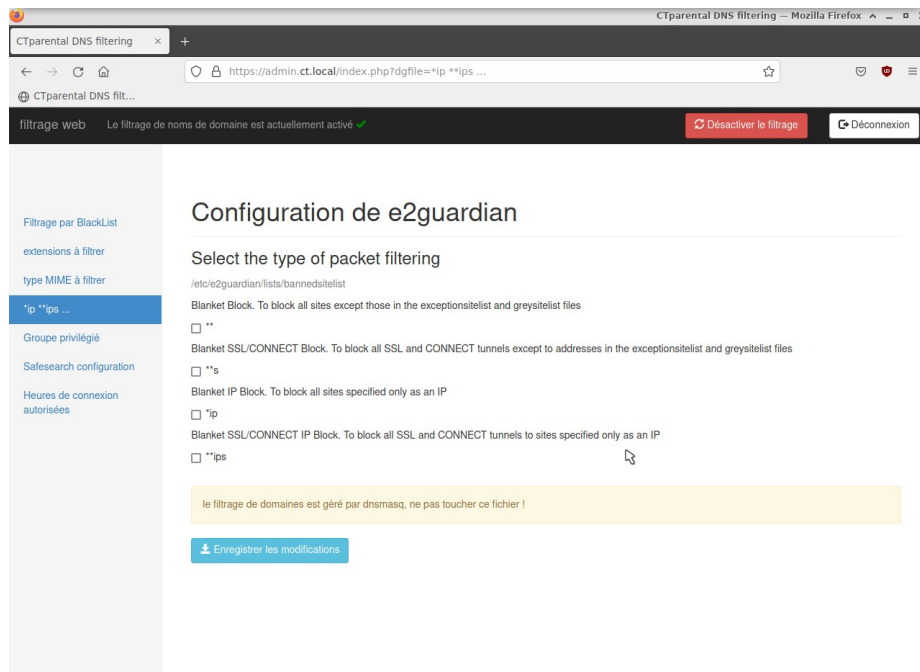 CTparental DNS filtering — Mozilla Firefox
CTparental DNS filtering
https://admin.ct.local/index.php?dgfile=*ip **ips ...
CTparental DNS filt...
filtrage web
Le filtrage de noms de domaine est actuellement activé
Désactiver le filtrage
Déconnexion
Filtrage par BlackList
extensions à filtrer
type MIME à filtrer
*ip **ips ...
Groupe privilégié
Safesearch configuration
Heures de connexion
autorisées
Configuration de e2guardian
Select the type of packet filtering
/etc/e2guardian/lists/bannedsitelist
Blanket Block. To block all sites except those in the exceptionsitelist and greysitelist files
**
Blanket SSL/CONNECT Block. To block all SSL and CONNECT tunnels except to addresses in the exceptionsitelist and greysitelist files
**s
Blanket IP Block. To block all sites specified only as an IP
*ip
Blanket SSL/CONNECT IP Block. To block all SSL and CONNECT tunnels to sites specified only as an IP
**ips
le filtrage de domaines est géré par dnsmasq, ne pas toucher ce fichier !
Enregistrer les modifications